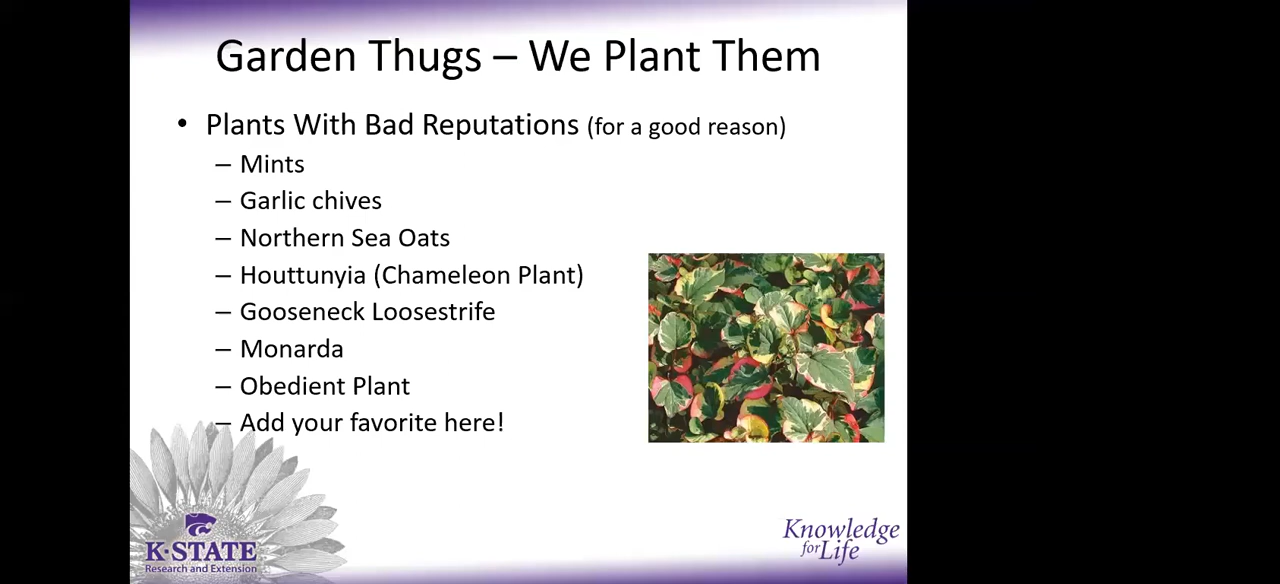 Garden Thugs – We Plant Them
• Plants With Bad Reputations (for a good reason)
– Mints
– Garlic chives
– Northern Sea Oats
– Houttunyia (Chameleon Plant)
– Gooseneck Loosestrife
– Monarda
– Obedient Plant
– Add your favorite here!
K-STATE
Research and Extension
Knowledge
for Life